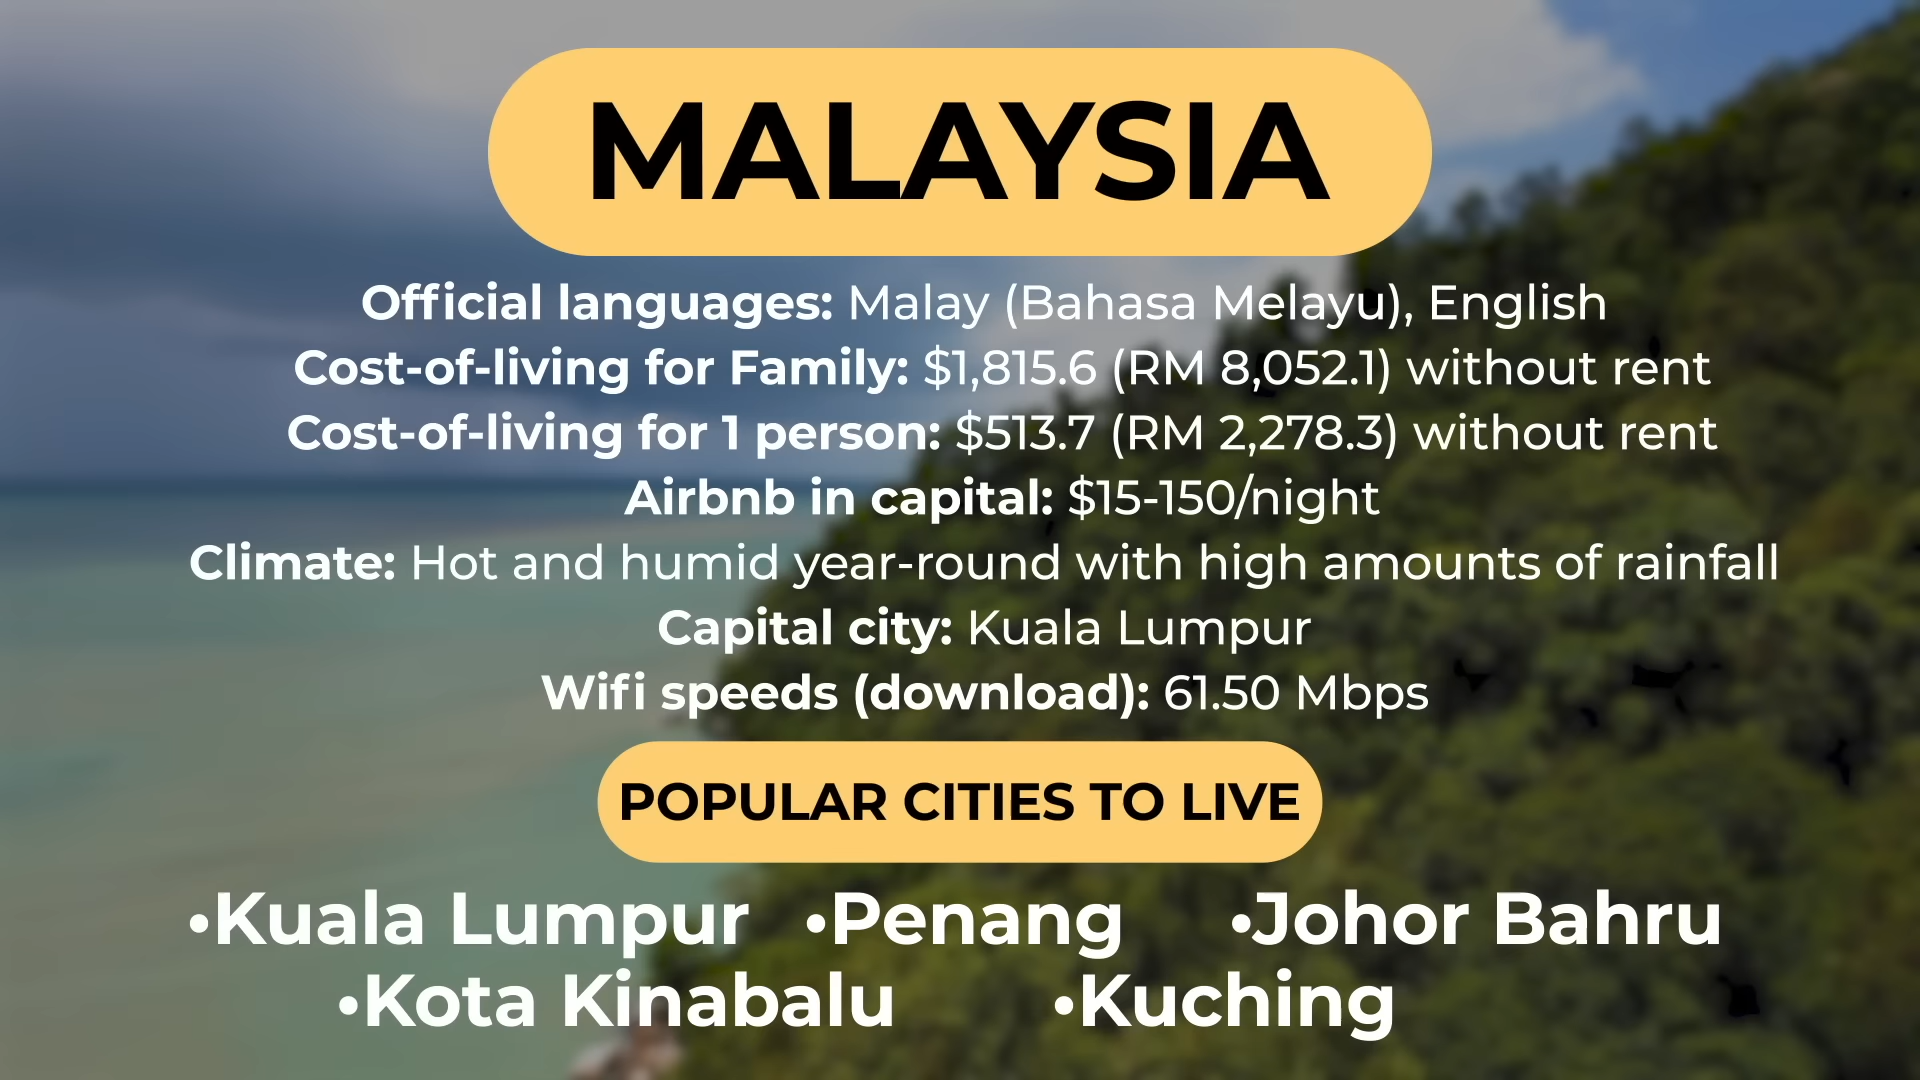 MALAYSIA
Official languages: Malay (Bahasa Melayu), English
Cost-of-living for Family: $1,815.6 (RM 8,052.1) without rent
Cost-of-living for 1 person: $513.7 (RM 2,278.3) without rent
Airbnb in capital: $15-150/night
Climate: Hot and humid year-round with high amounts of rainfall
Capital city: Kuala Lumpur
Wifi speeds (download): 61.50 Mbps
POPULAR CITIES TO LIVE
•Kuala Lumpur •Penang •Johor Bahru
•Kota Kinabalu •Kuching